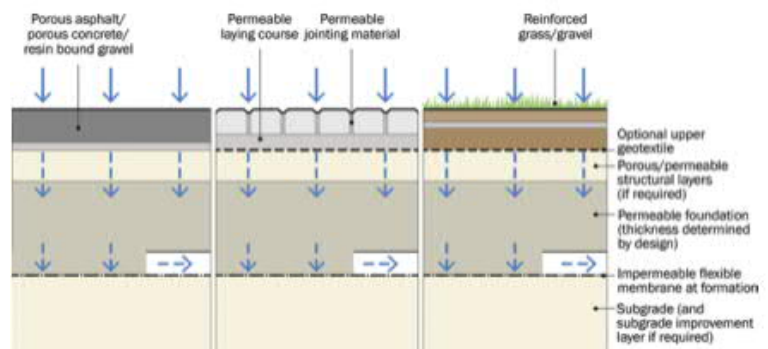 Porous asphalt/
porous concrete/
resin bound gravel
Permeable
laying course
Permeable
jointing material
Reinforced
grass/gravel
Optional upper
geotextile
Porous/permeable
structural layers
(if required)
Permeable foundation
(thickness determined
by design)
Impermeable flexible
membrane at formation
Subgrade (and
subgrade improvement
layer if required)